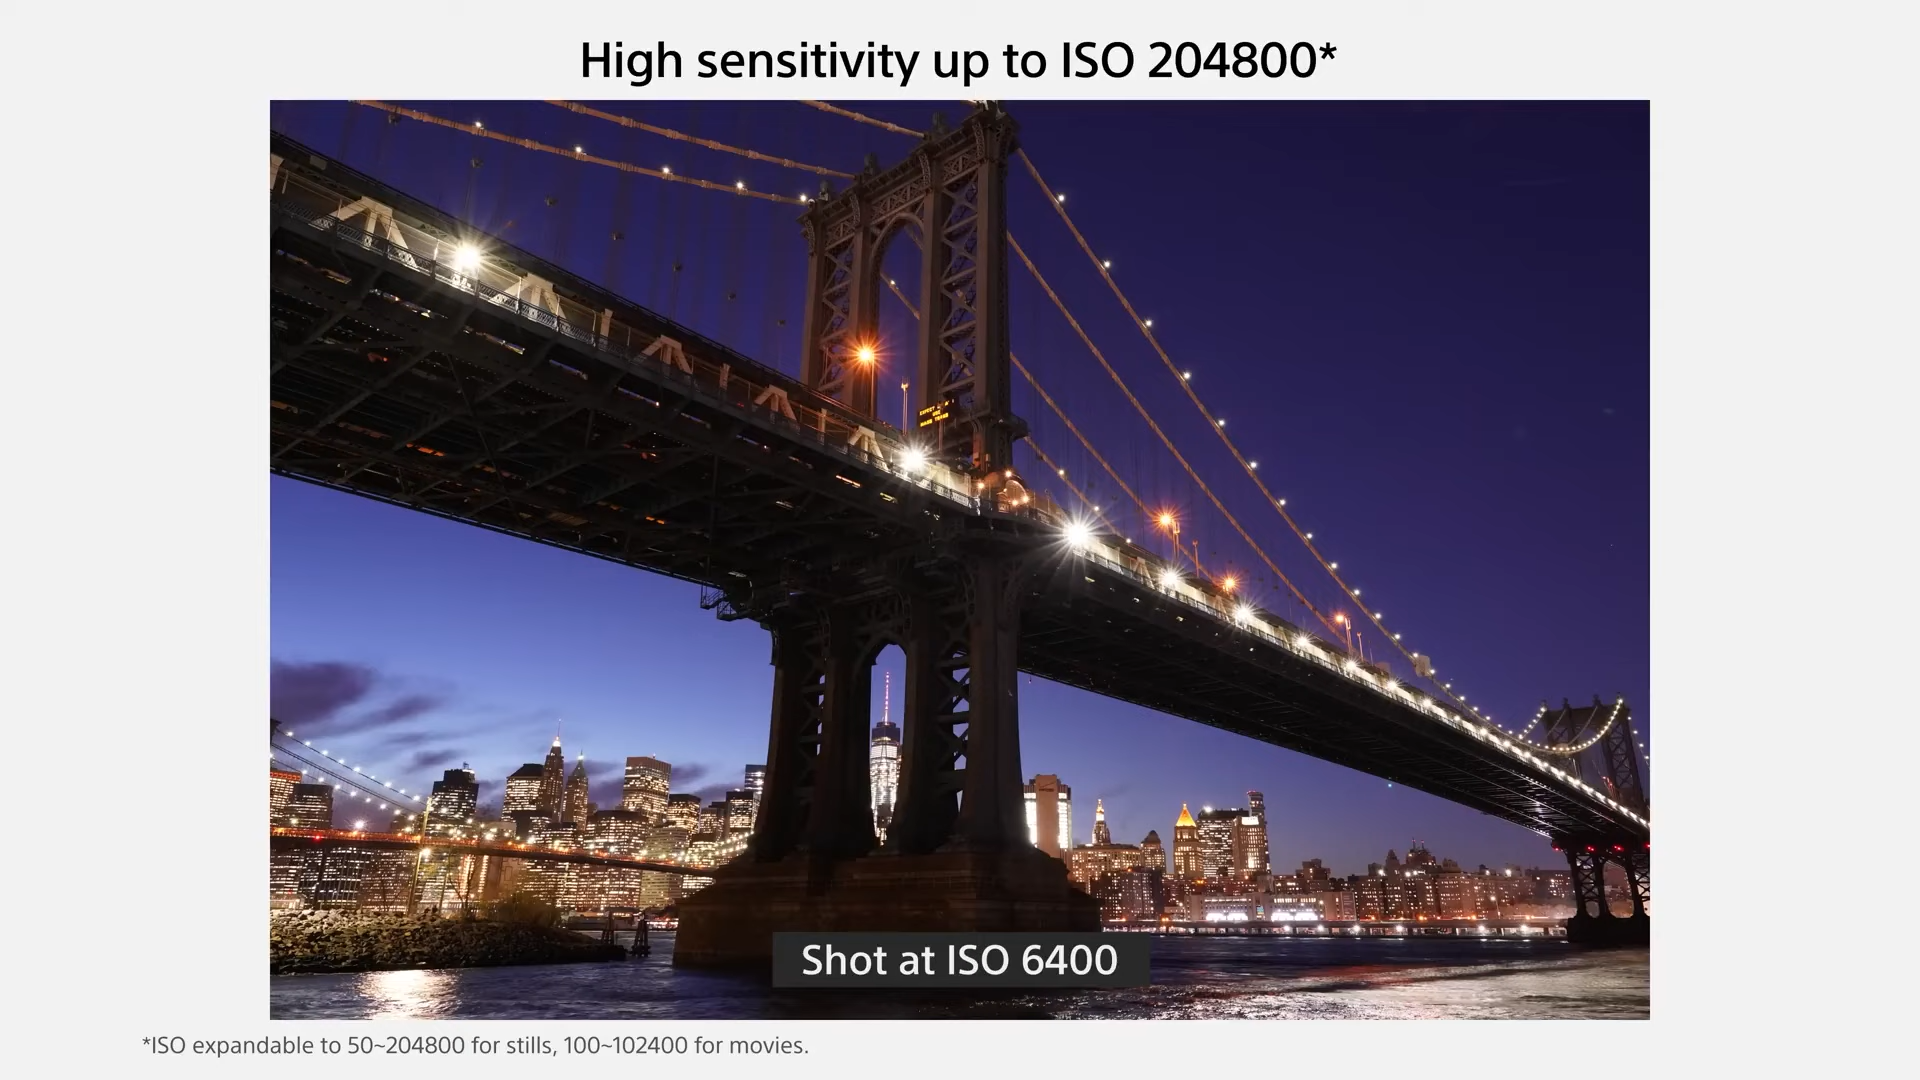 High sensitivity up to ISO 204800*
Shot at ISO 6400
*ISO expandable to 50~204800 for stills, 100~102400 for movies.